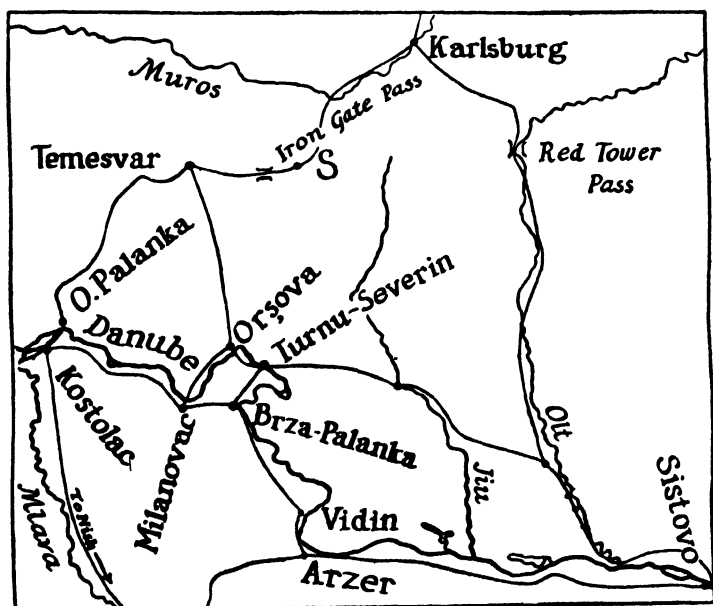 Karlsburg
Muros
Iron Gate Pass
Temesvar
S
Red Tower
Pass
O. Palanka
Orşova
Turnu-Severin
Danube
Kostolac
Milanovac
Brza-Palanka
Olt
Jiu
Sistovo
Mlara
To Nish
Vidin
Arzer